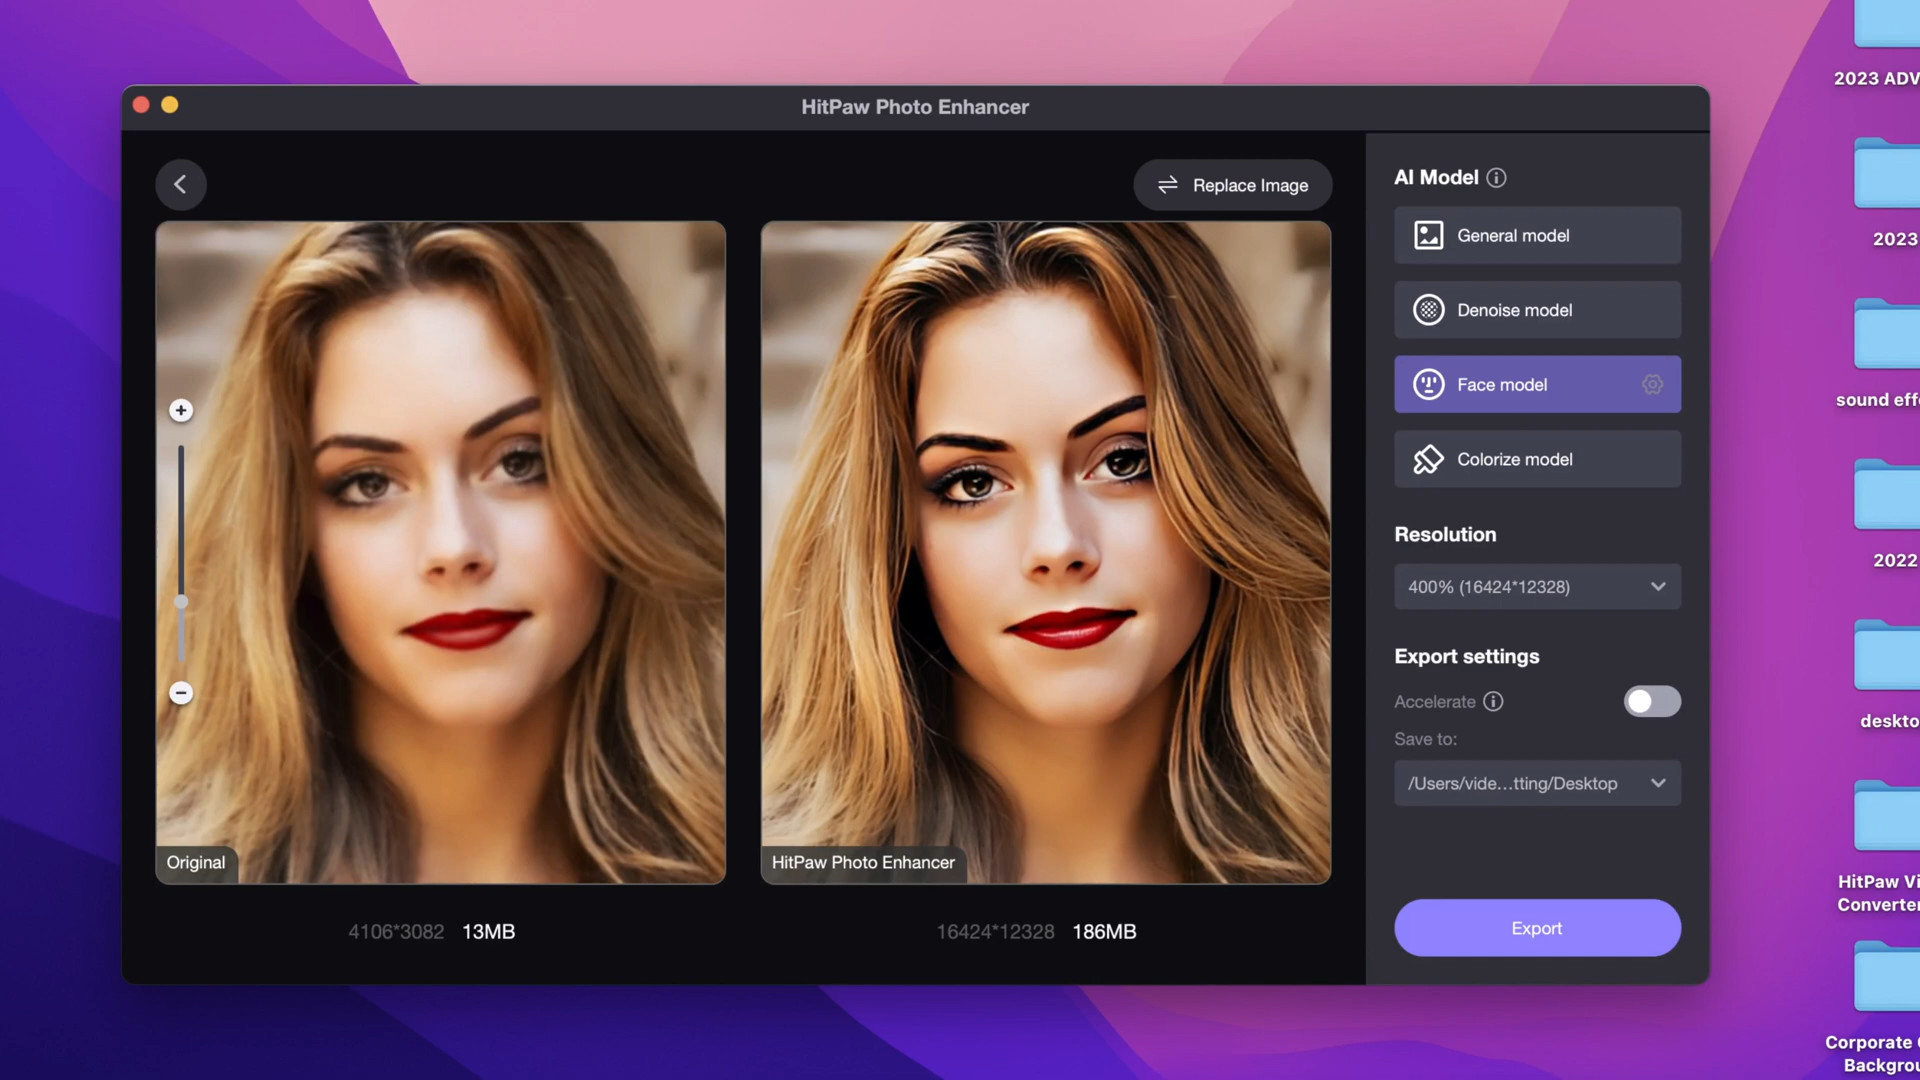 HitPaw Photo Enhancer
Replace Image
Original
HitPaw Photo Enhancer
4106*3082 13MB
16424*12328 186MB
AI Model
General model
Denoise model
Face model
Colorize model
Resolution
400% (16424*12328)
Export settings
Accelerate
Save to:
/Users/vide...tting/Desktop
Export
2023 ADV
2023
sound eff
2022
deskto
HitPaw Vi
Converte
Corporate
Backgrou